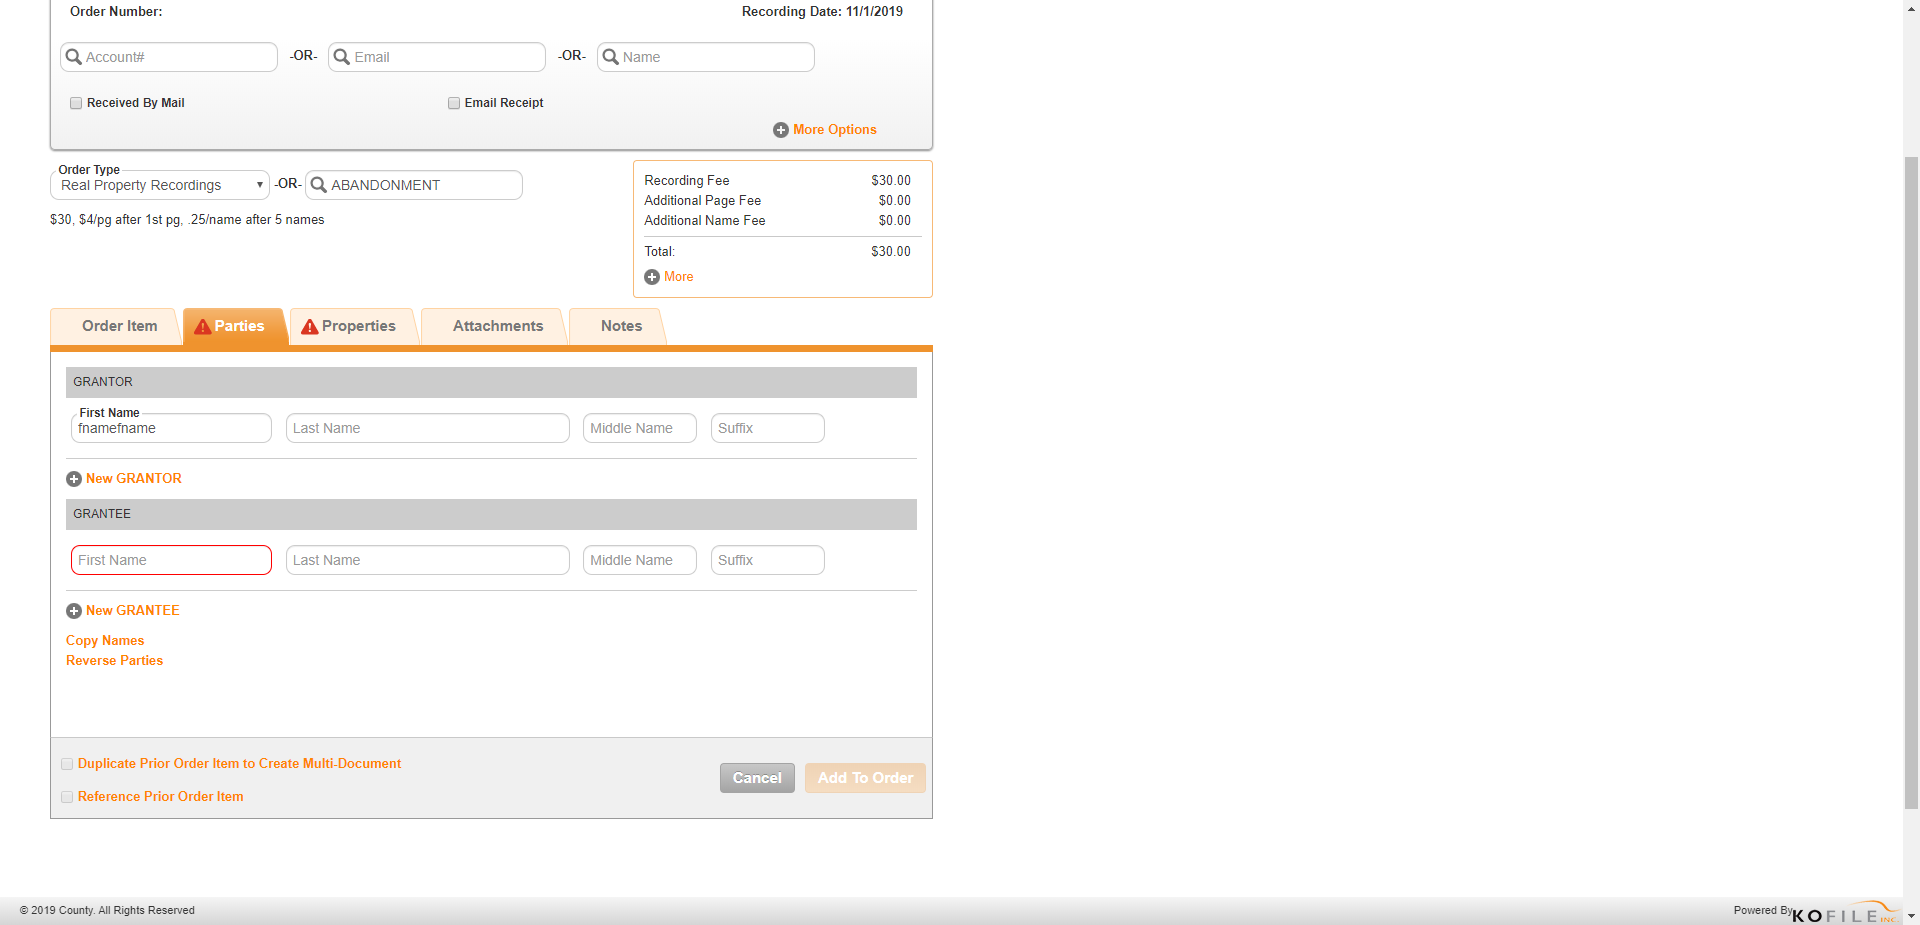 Order Number: Recording Date: 11/1/2019
Account# -OR- Email -OR- Name
Received By Mail Email Receipt
More Options
Order Type
Real Property Recordings -OR- ABANDONMENT
$30, $4/pg after 1st pg, .25/name after 5 names
Recording Fee $30.00
Additional Page Fee $0.00
Additional Name Fee $0.00
Total: $30.00
More
Order Item Parties Properties Attachments Notes
GRANTOR
First Name
fnamefname Last Name Middle Name Suffix
New GRANTOR
GRANTEE
First Name Last Name Middle Name Suffix
New GRANTEE
Copy Names
Reverse Parties
Duplicate Prior Order Item to Create Multi-Document
Reference Prior Order Item
Cancel Add To Order
© 2019 County. All Rights Reserved Powered By KOFILE INC.